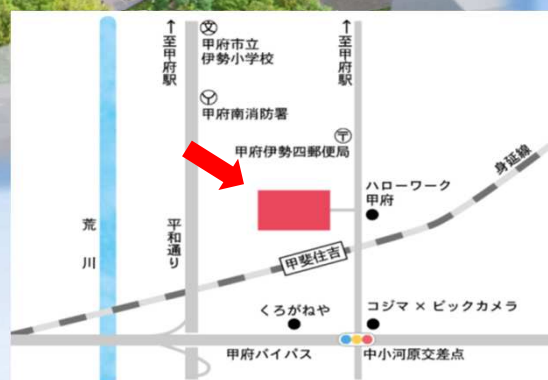 ↑至甲府駅
文
甲府市立
伊勢小学校
↑至甲府駅
甲府南消防署
〒
甲府伊勢四郵便局
身延線
ハローワーク
甲府
荒川
平和通り
甲斐住吉
くろがねや
コジマ × ビックカメラ
甲府バイパス
中小河原交差点